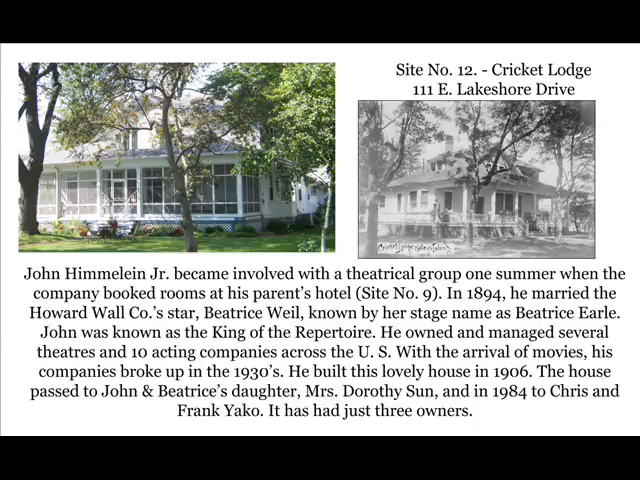 Site No. 12. - Cricket Lodge
111 E. Lakeshore Drive
Cricket Lodge Kelleys Island.
John Himmelein Jr. became involved with a theatrical group one summer when the
company booked rooms at his parent's hotel (Site No. 9). In 1894, he married the
Howard Wall Co.'s star, Beatrice Weil, known by her stage name as Beatrice Earle.
John was known as the King of the Repertoire. He owned and managed several
theatres and 10 acting companies across the U. S. With the arrival of movies, his
companies broke up in the 1930's. He built this lovely house in 1906. The house
passed to John & Beatrice's daughter, Mrs. Dorothy Sun, and in 1984 to Chris and
Frank Yako. It has had just three owners.